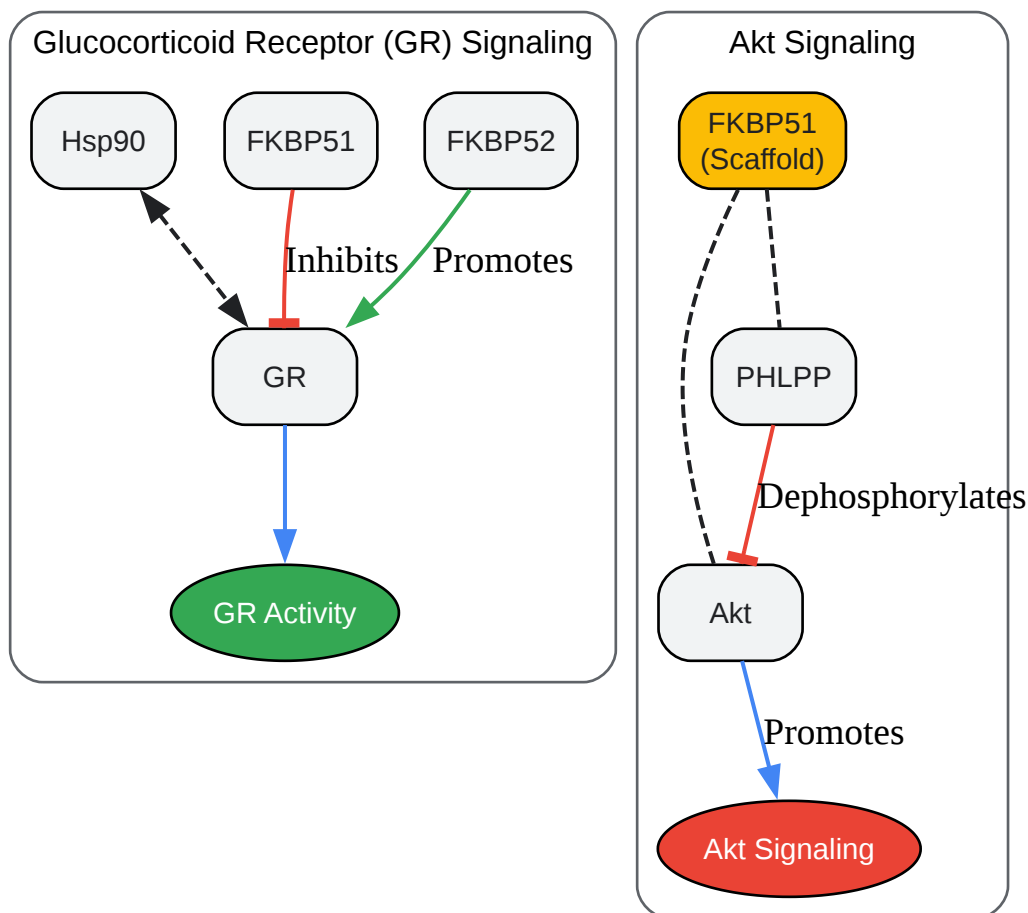 Glucocorticoid Receptor (GR) Signaling
Hsp90
FKBP51
FKBP52
Inhibits
Promotes
GR
GR Activity
Akt Signaling
FKBP51
(Scaffold)
PHLPP
Dephosphorylates
Akt
Promotes
Akt Signaling